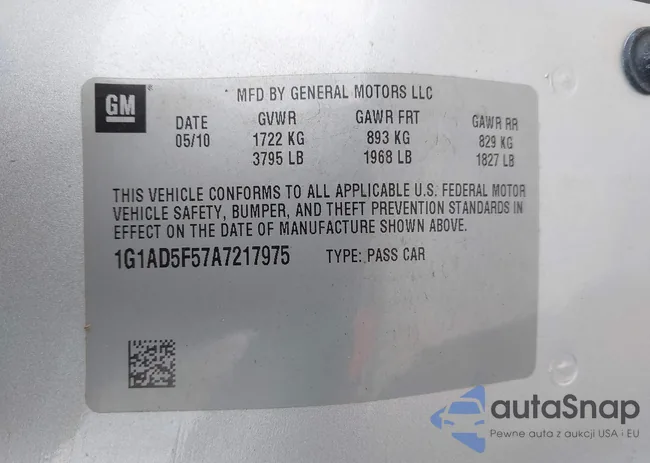 GM
MFD BY GENERAL MOTORS LLC
DATE GVWR GAWR FRT GAWR RR
05/10 1722 KG 893 KG 829 KG
3795 LB 1968 LB 1827 LB
THIS VEHICLE CONFORMS TO ALL APPLICABLE U.S. FEDERAL MOTOR
VEHICLE SAFETY, BUMPER, AND THEFT PREVENTION STANDARDS IN
EFFECT ON THE DATE OF MANUFACTURE SHOWN ABOVE.
1G1AD5F57A7217975 TYPE: PASS CAR
autaSnap
Pewne auta z aukcji USA i EU